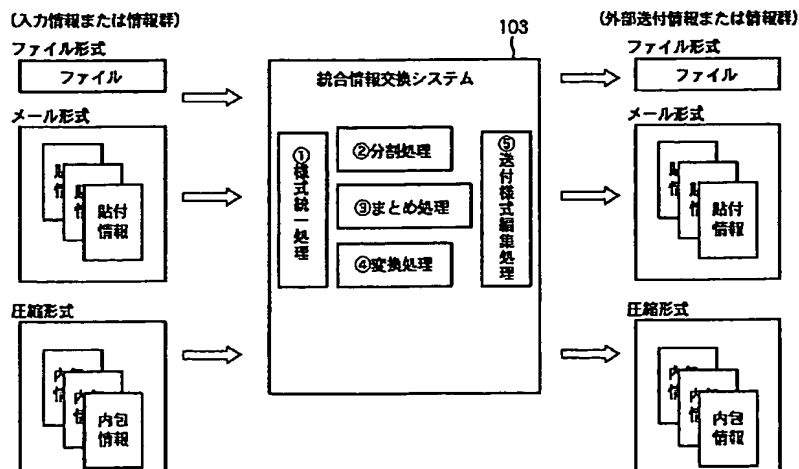 (入力情報または情報群)
ファイル形式
ファイル
メール形式
貼付
情報
貼付
情報
圧縮形式
内包
情報
103
統合情報交換システム
①様式統一処理
②分割処理
③まとめ処理
④変換処理
⑤送付様式編集処理
(外部送付情報または情報群)
ファイル形式
ファイル
メール形式
貼付
情報
圧縮形式
内包
情報